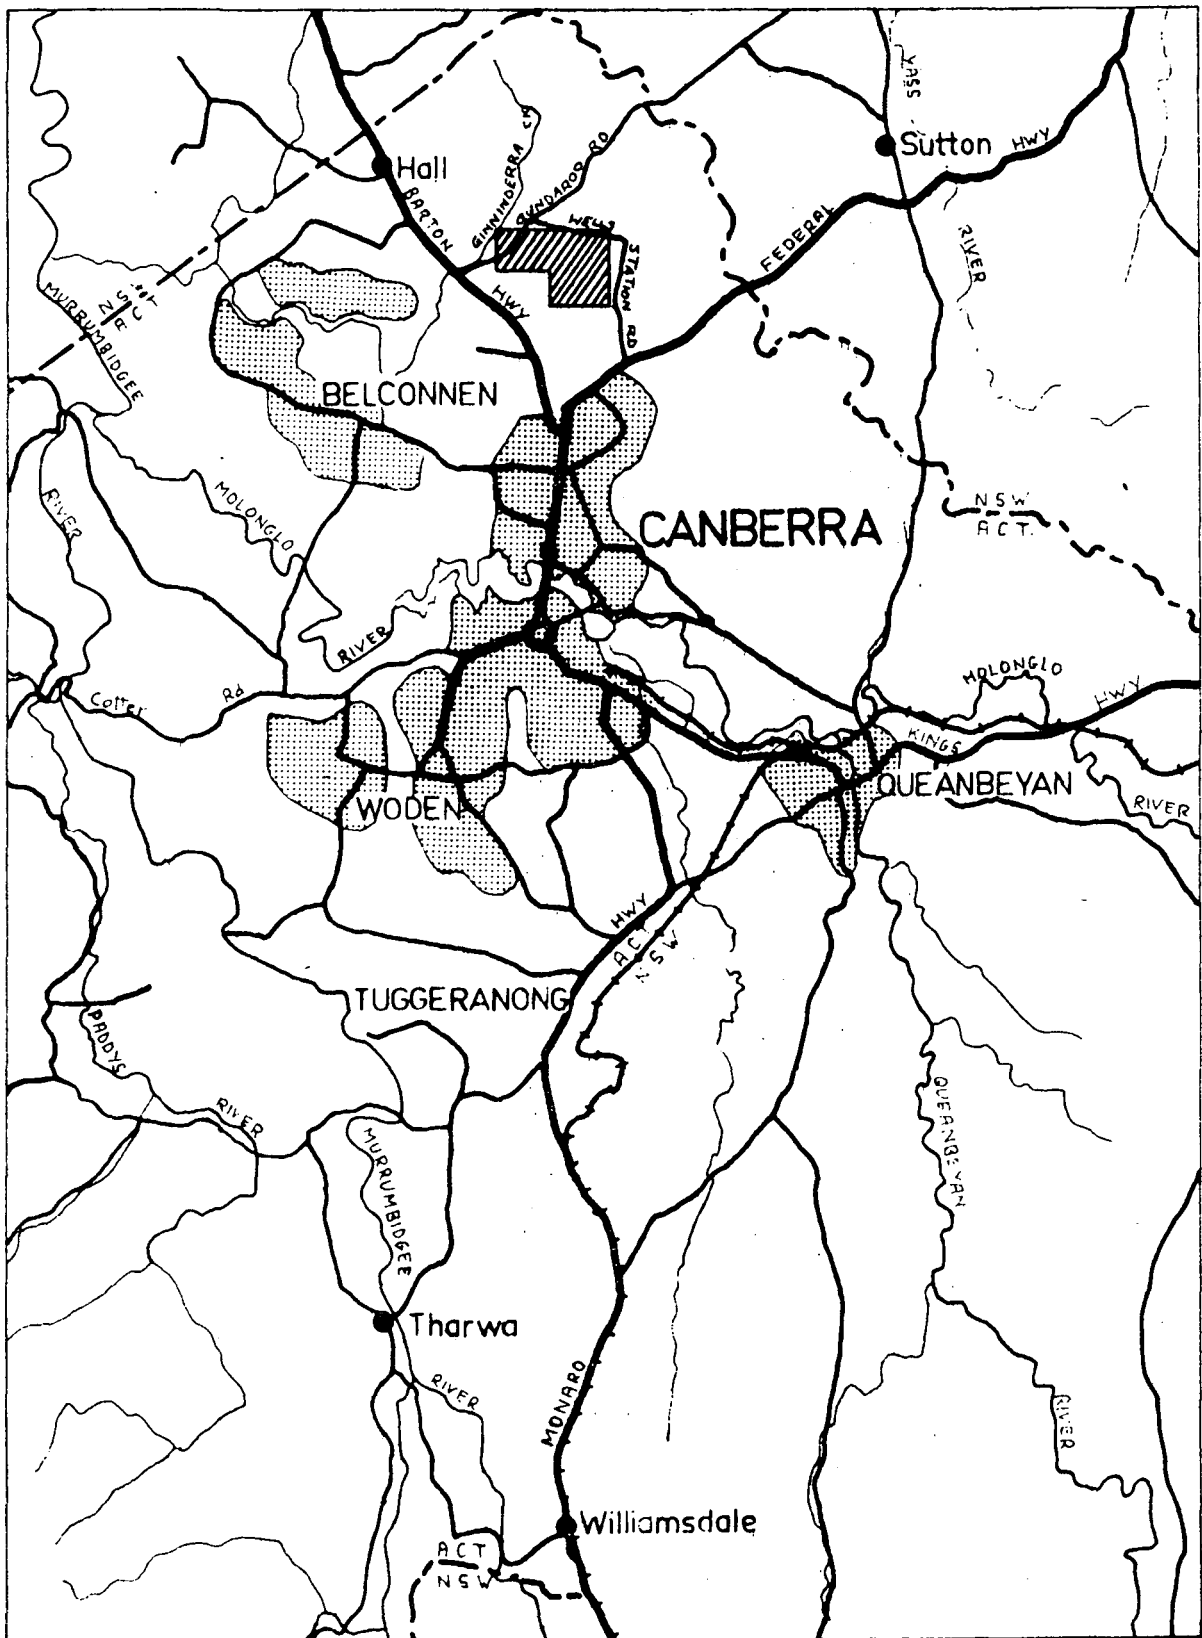 YASS
Sutton
HWY
Hall
BARTON
GINNINDERRA CK
GUNDAROO RD
WELLS
STATION
RD
FEDERAL
RIVER
HWY
NSW
ACT
MURRUMBIDGEE
BELCONNEN
RIVER
MOLONGLO
CANBERRA
NSW
ACT.
RIVER
MOLONGLO
HWY
Cotter
Rd
KINGS
QUEANBEYAN
RIVER
WODEN
HWY
ACT
NSW
TUGGERANONG
PADDYS
RIVER
MURRUMBIDGEE
QUEANBEYAN
Tharwa
RIVER
MONARO
RIVER
Williamsdale
ACT
NSW